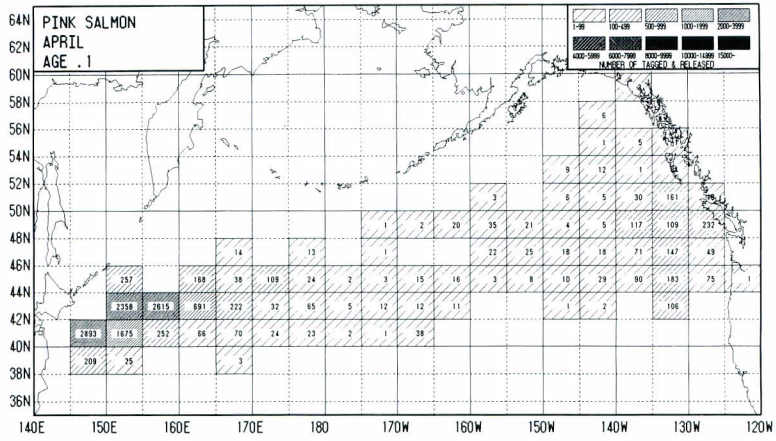 PINK SALMON
APRIL
AGE .1
1-99 100-499 500-999 1000-1999 2000-3999
4000-5999 6000-7999 8000-9999 10000-14999 15000-
NUMBER OF TAGGED & RELEASED
64N
62N
60N
58N
6
56N
1 5
54N
9 12 1
52N
3 6 5 30 161
50N
1 2 20 35 21 4 5 117 109 232
48N
14 13 1 22 25 18 18 71 147 49
46N
257 168 38 109 24 2 3 15 16 3 8 10 29 90 183 75 1
44N
2358 2615 691 222 32 65 5 12 12 11 1 2 106
42N
2893 1675 252 66 70 24 23 2 1 38
40N
209 25 3
38N
36N
140E 150E 160E 170E 180 170W 160W 150W 140W 130W 120W